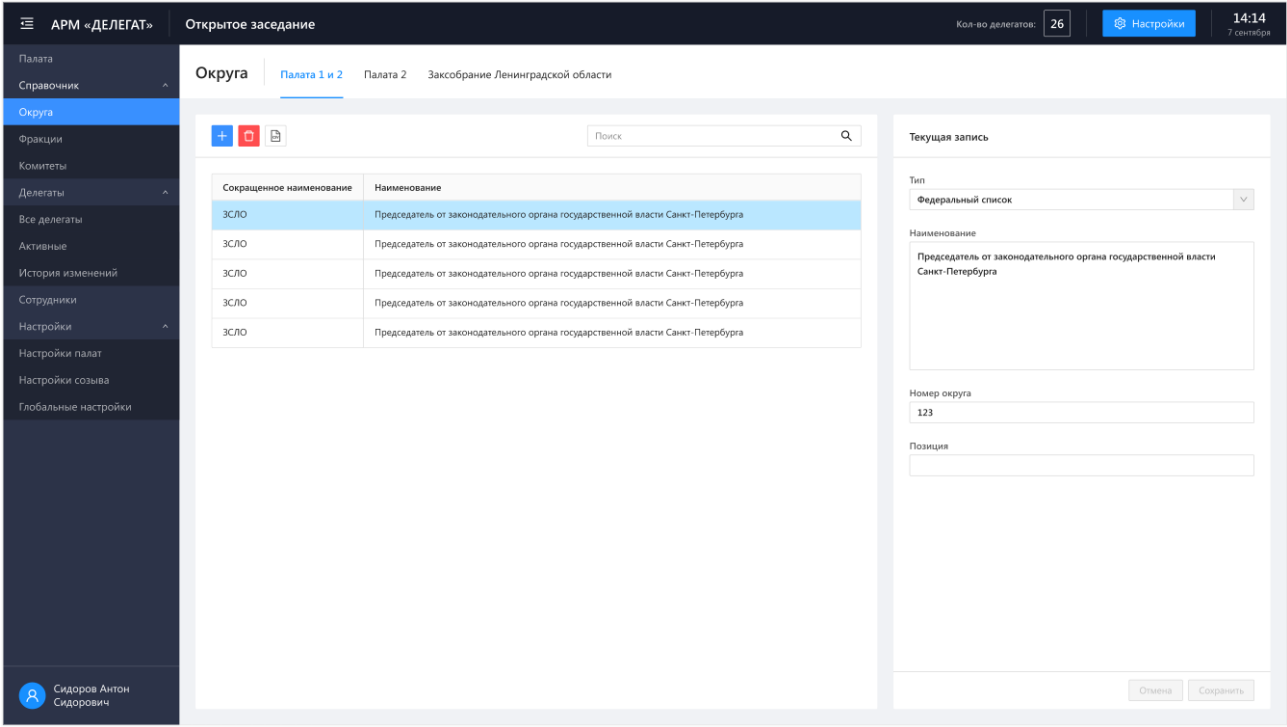 АРМ «ДЕЛЕГАТ»
Открытое заседание
Кол-во делегатов: 26
Настройки
14:14
7 сентября
Палата
Справочник
Округа
Фракции
Комитеты
Делегаты
Все делегаты
Активные
История изменений
Сотрудники
Настройки
Настройки палат
Настройки созыва
Глобальные настройки
Сидоров Антон
Сидорович
Округа
Палата 1 и 2
Палата 2
Заксобрание Ленинградской области
Поиск
Сокращенное наименование Наименование
ЗСЛО Председатель от законодательного органа государственной власти Санкт-Петербурга
ЗСЛО Председатель от законодательного органа государственной власти Санкт-Петербурга
ЗСЛО Председатель от законодательного органа государственной власти Санкт-Петербурга
ЗСЛО Председатель от законодательного органа государственной власти Санкт-Петербурга
ЗСЛО Председатель от законодательного органа государственной власти Санкт-Петербурга
Текущая запись
Тип
Федеральный список
Наименование
Председатель от законодательного органа государственной власти
Санкт-Петербурга
Номер округа
123
Позиция
Отмена
Сохранить